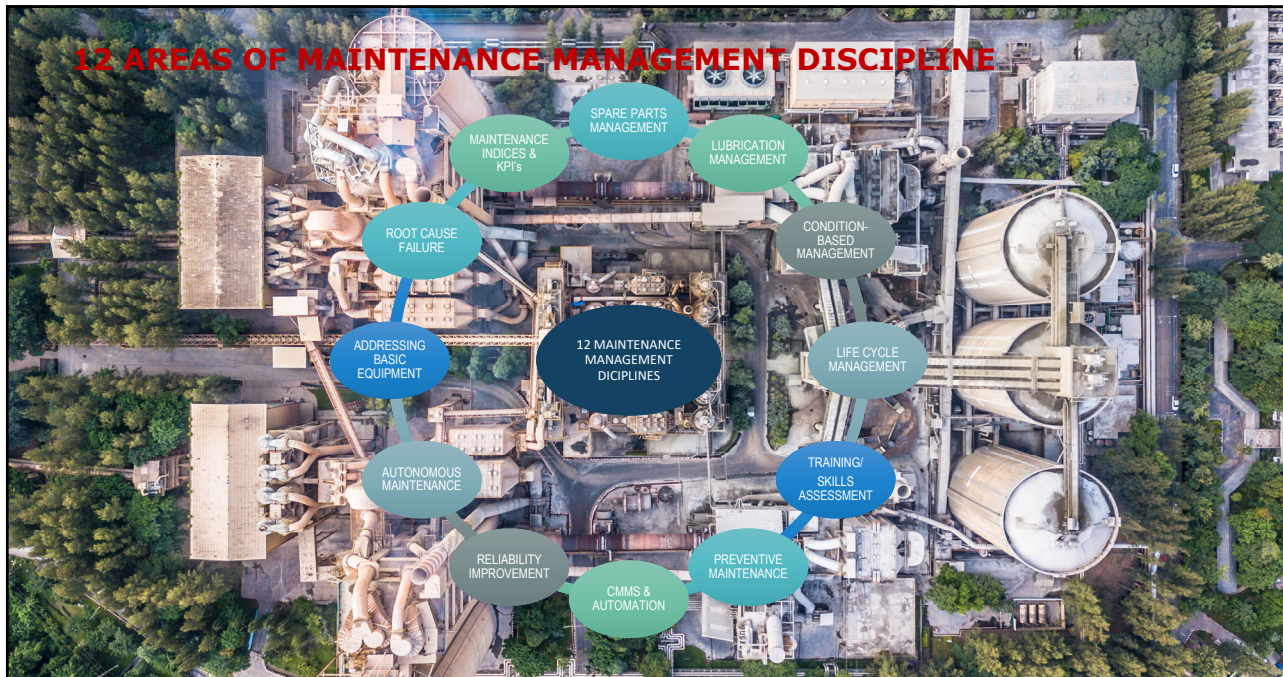 12 AREAS OF MAINTENANCE MANAGEMENT DISCIPLINE
SPARE PARTS
MANAGEMENT
LUBRICATION
MANAGEMENT
CONDITION-
BASED
MANAGEMENT
LIFE CYCLE
MANAGEMENT
TRAINING/
SKILLS
ASSESSMENT
PREVENTIVE
MAINTENANCE
CMMS &
AUTOMATION
RELIABILITY
IMPROVEMENT
AUTONOMOUS
MAINTENANCE
ADDRESSING
BASIC
EQUIPMENT
ROOT CAUSE
FAILURE
MAINTENANCE
INDICES &
KPI's
12 MAINTENANCE
MANAGEMENT
DICIPLINES